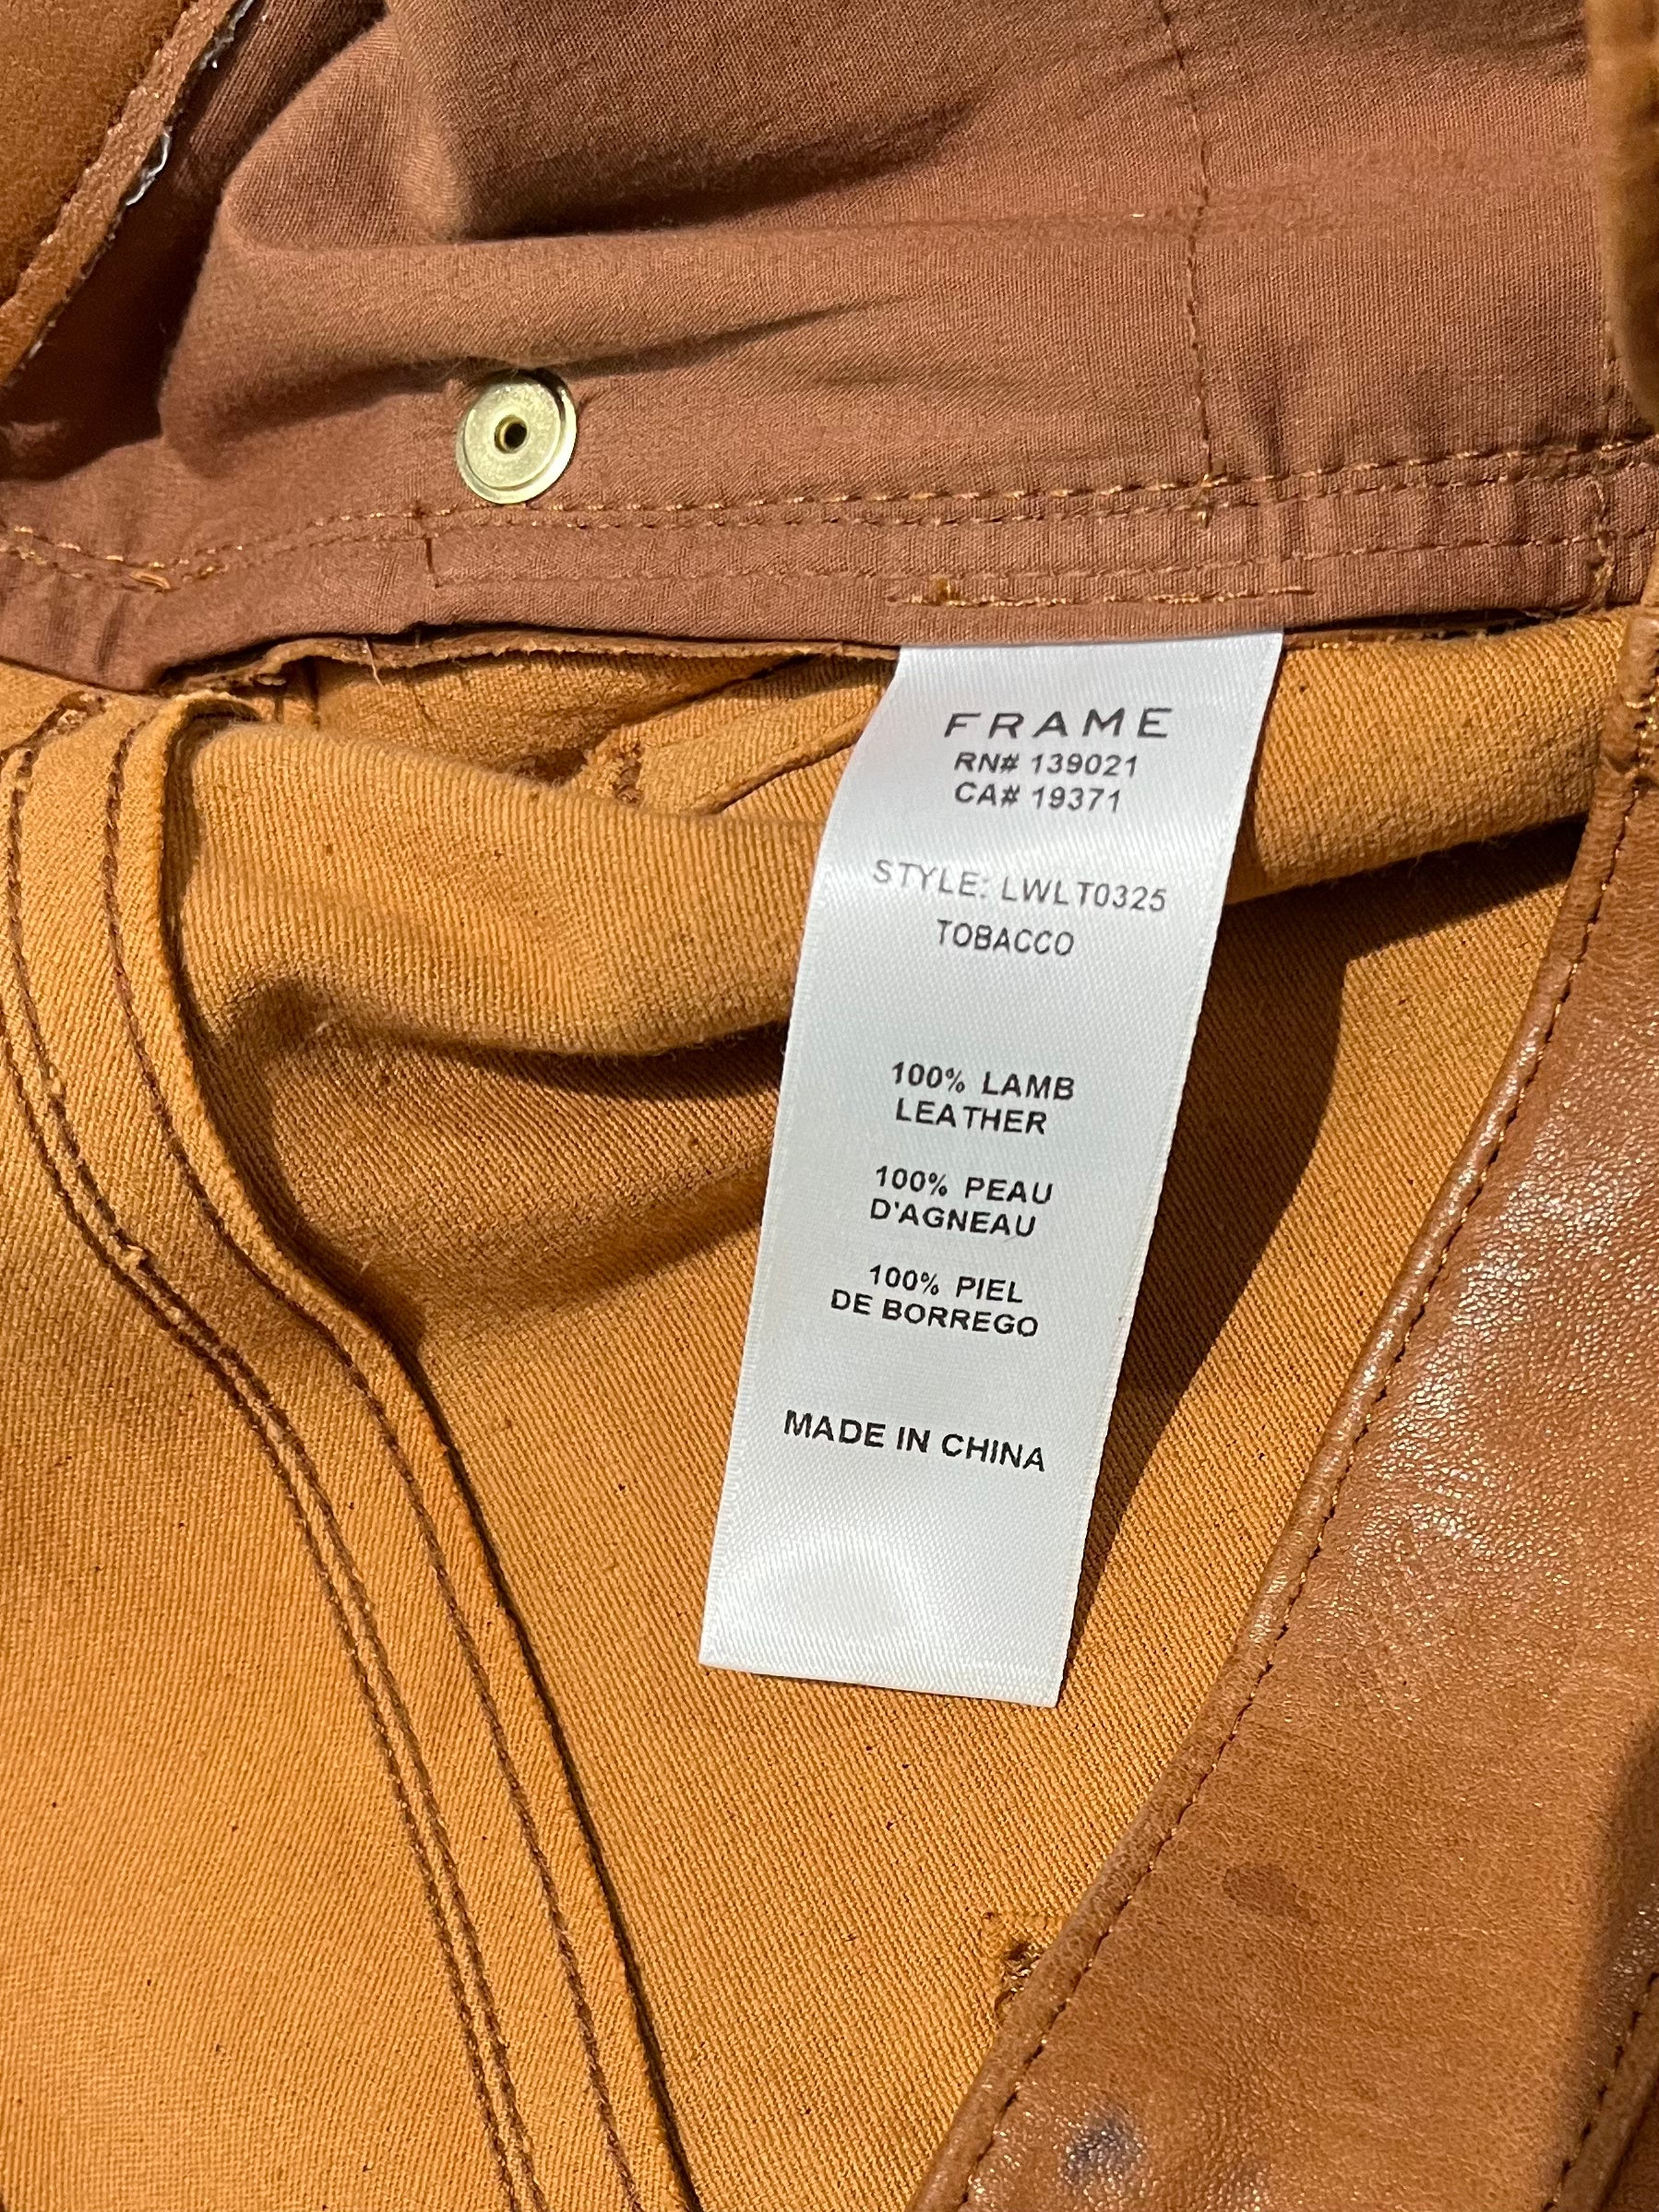 FRAME
RN# 139021
CA# 19371
STYLE: LWLT0325
TOBACCO
100% LAMB
LEATHER
100% PEAU
D'AGNEAU
100% PIEL
DE BORREGO
MADE IN CHINA